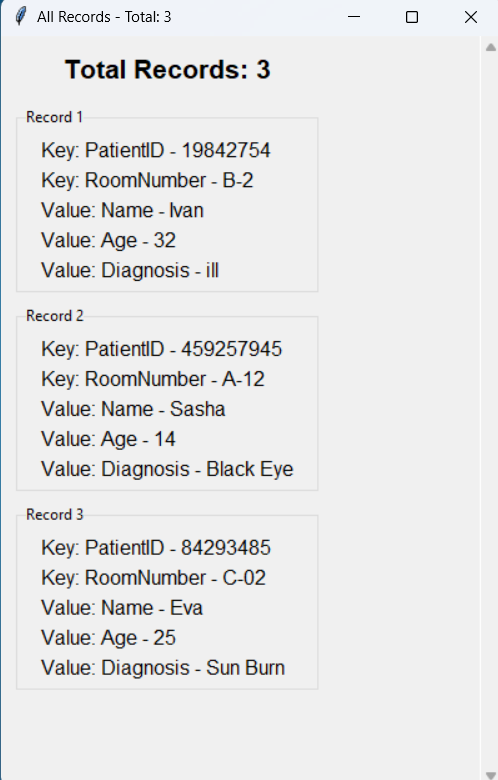 All Records - Total: 3
Total Records: 3
Record 1
Key: PatientID - 19842754
Key: RoomNumber - B-2
Value: Name - Ivan
Value: Age - 32
Value: Diagnosis - ill
Record 2
Key: PatientID - 459257945
Key: RoomNumber - A-12
Value: Name - Sasha
Value: Age - 14
Value: Diagnosis - Black Eye
Record 3
Key: PatientID - 84293485
Key: RoomNumber - C-02
Value: Name - Eva
Value: Age - 25
Value: Diagnosis - Sun Burn